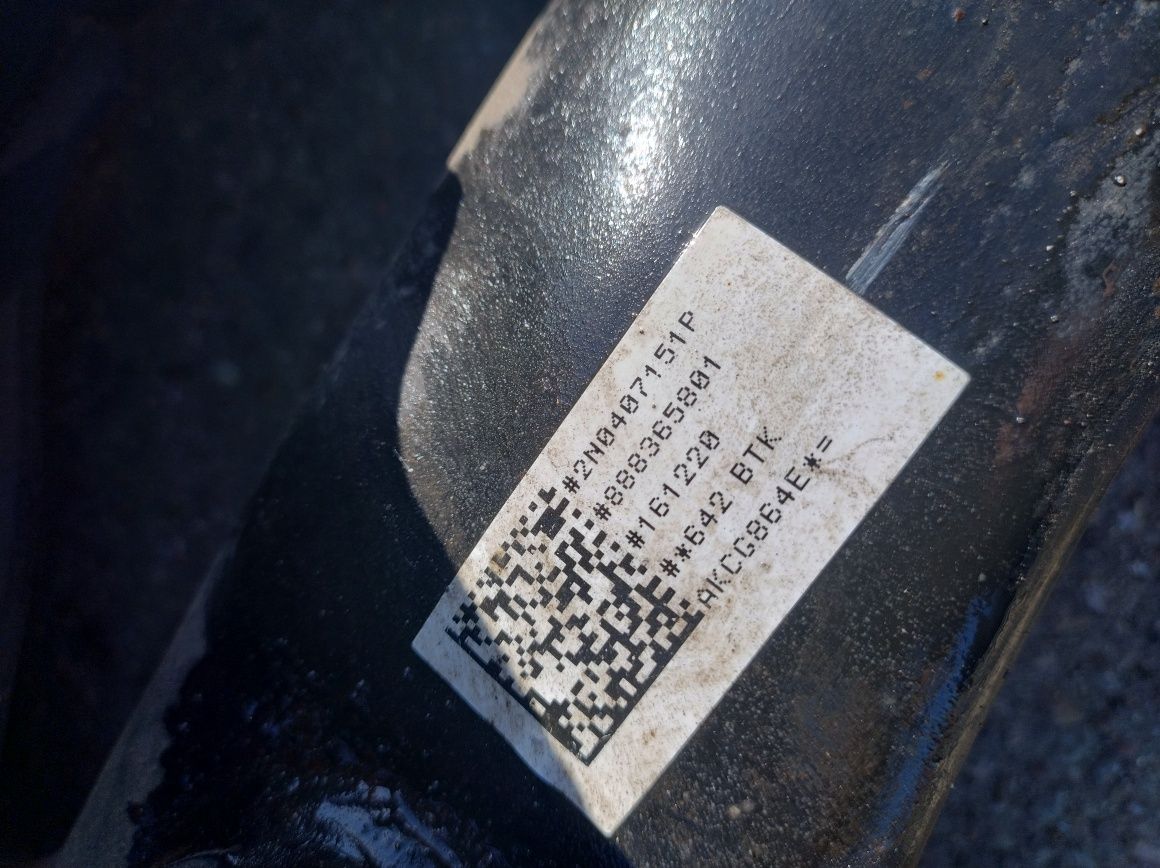 #2N0407151P
#888365801
#161220
#**642 BTK
AKCG864E*=